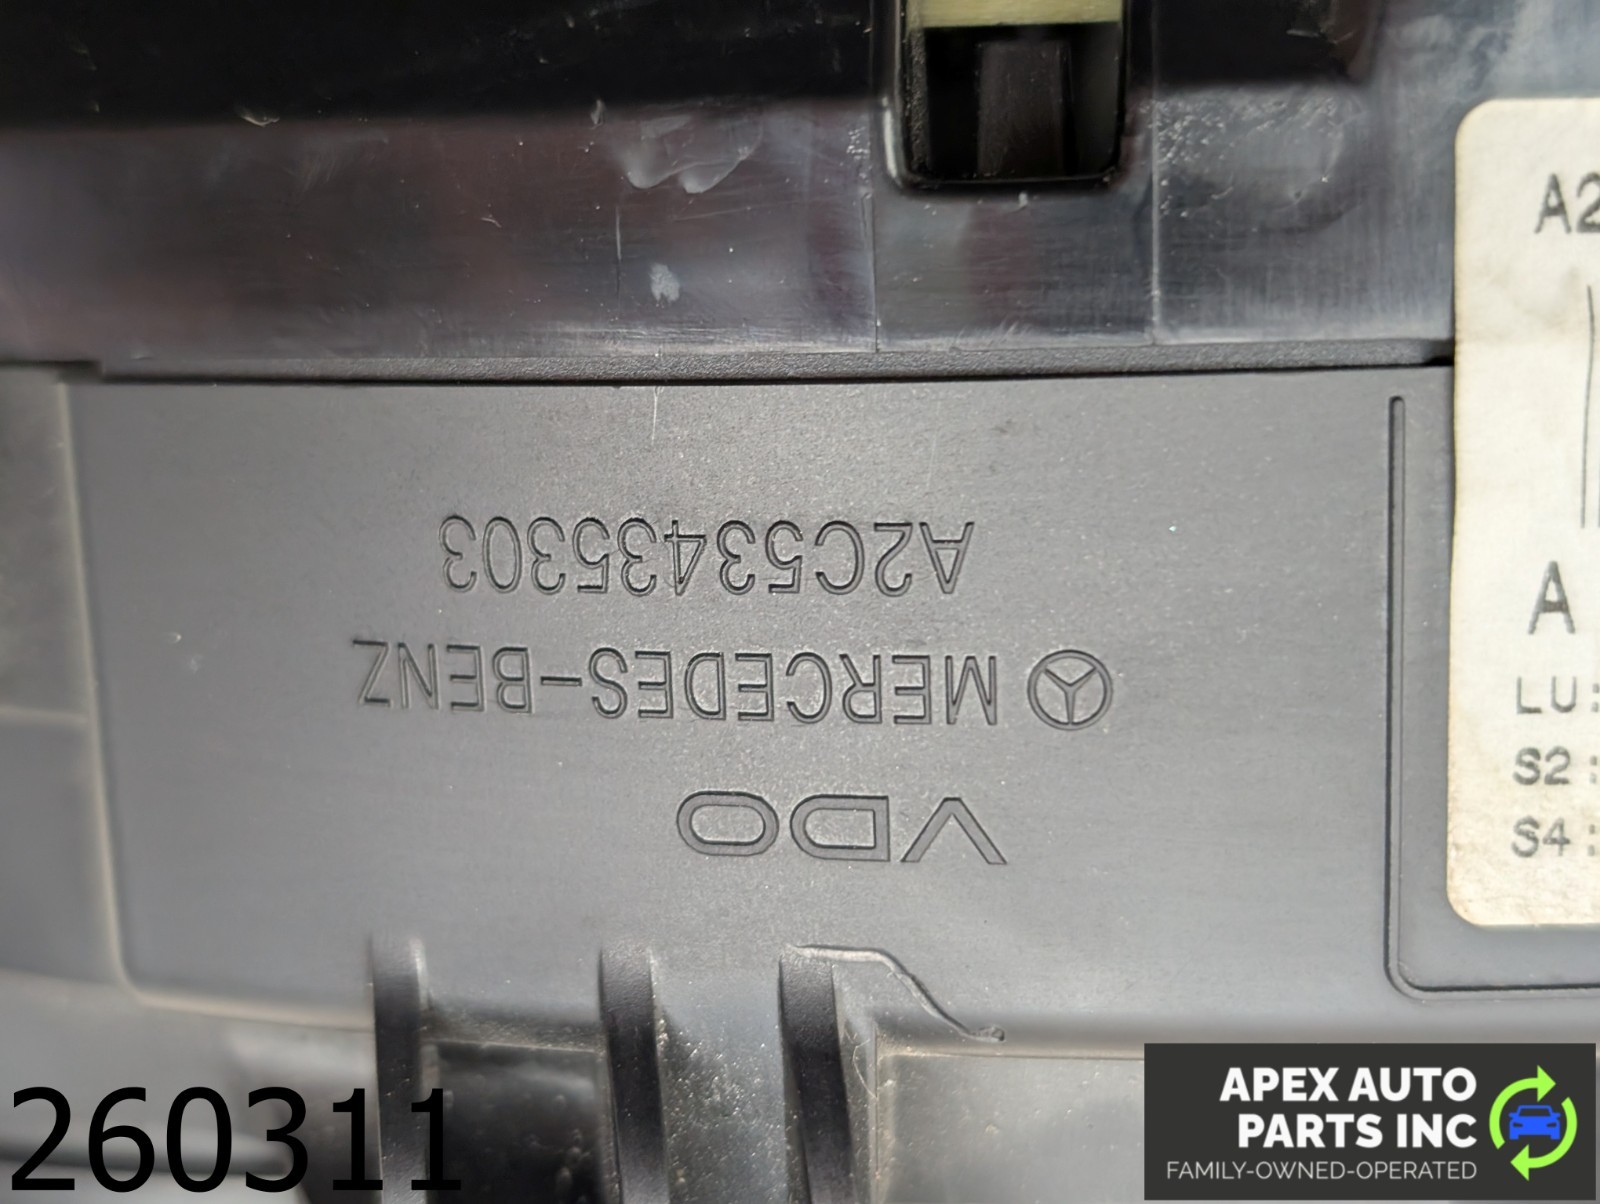 VDO
MERCEDES-BENZ
A2C53435303
A2
A
LU:
S2:
S4:
260311
APEX AUTO
PARTS INC
FAMILY-OWNED-OPERATED